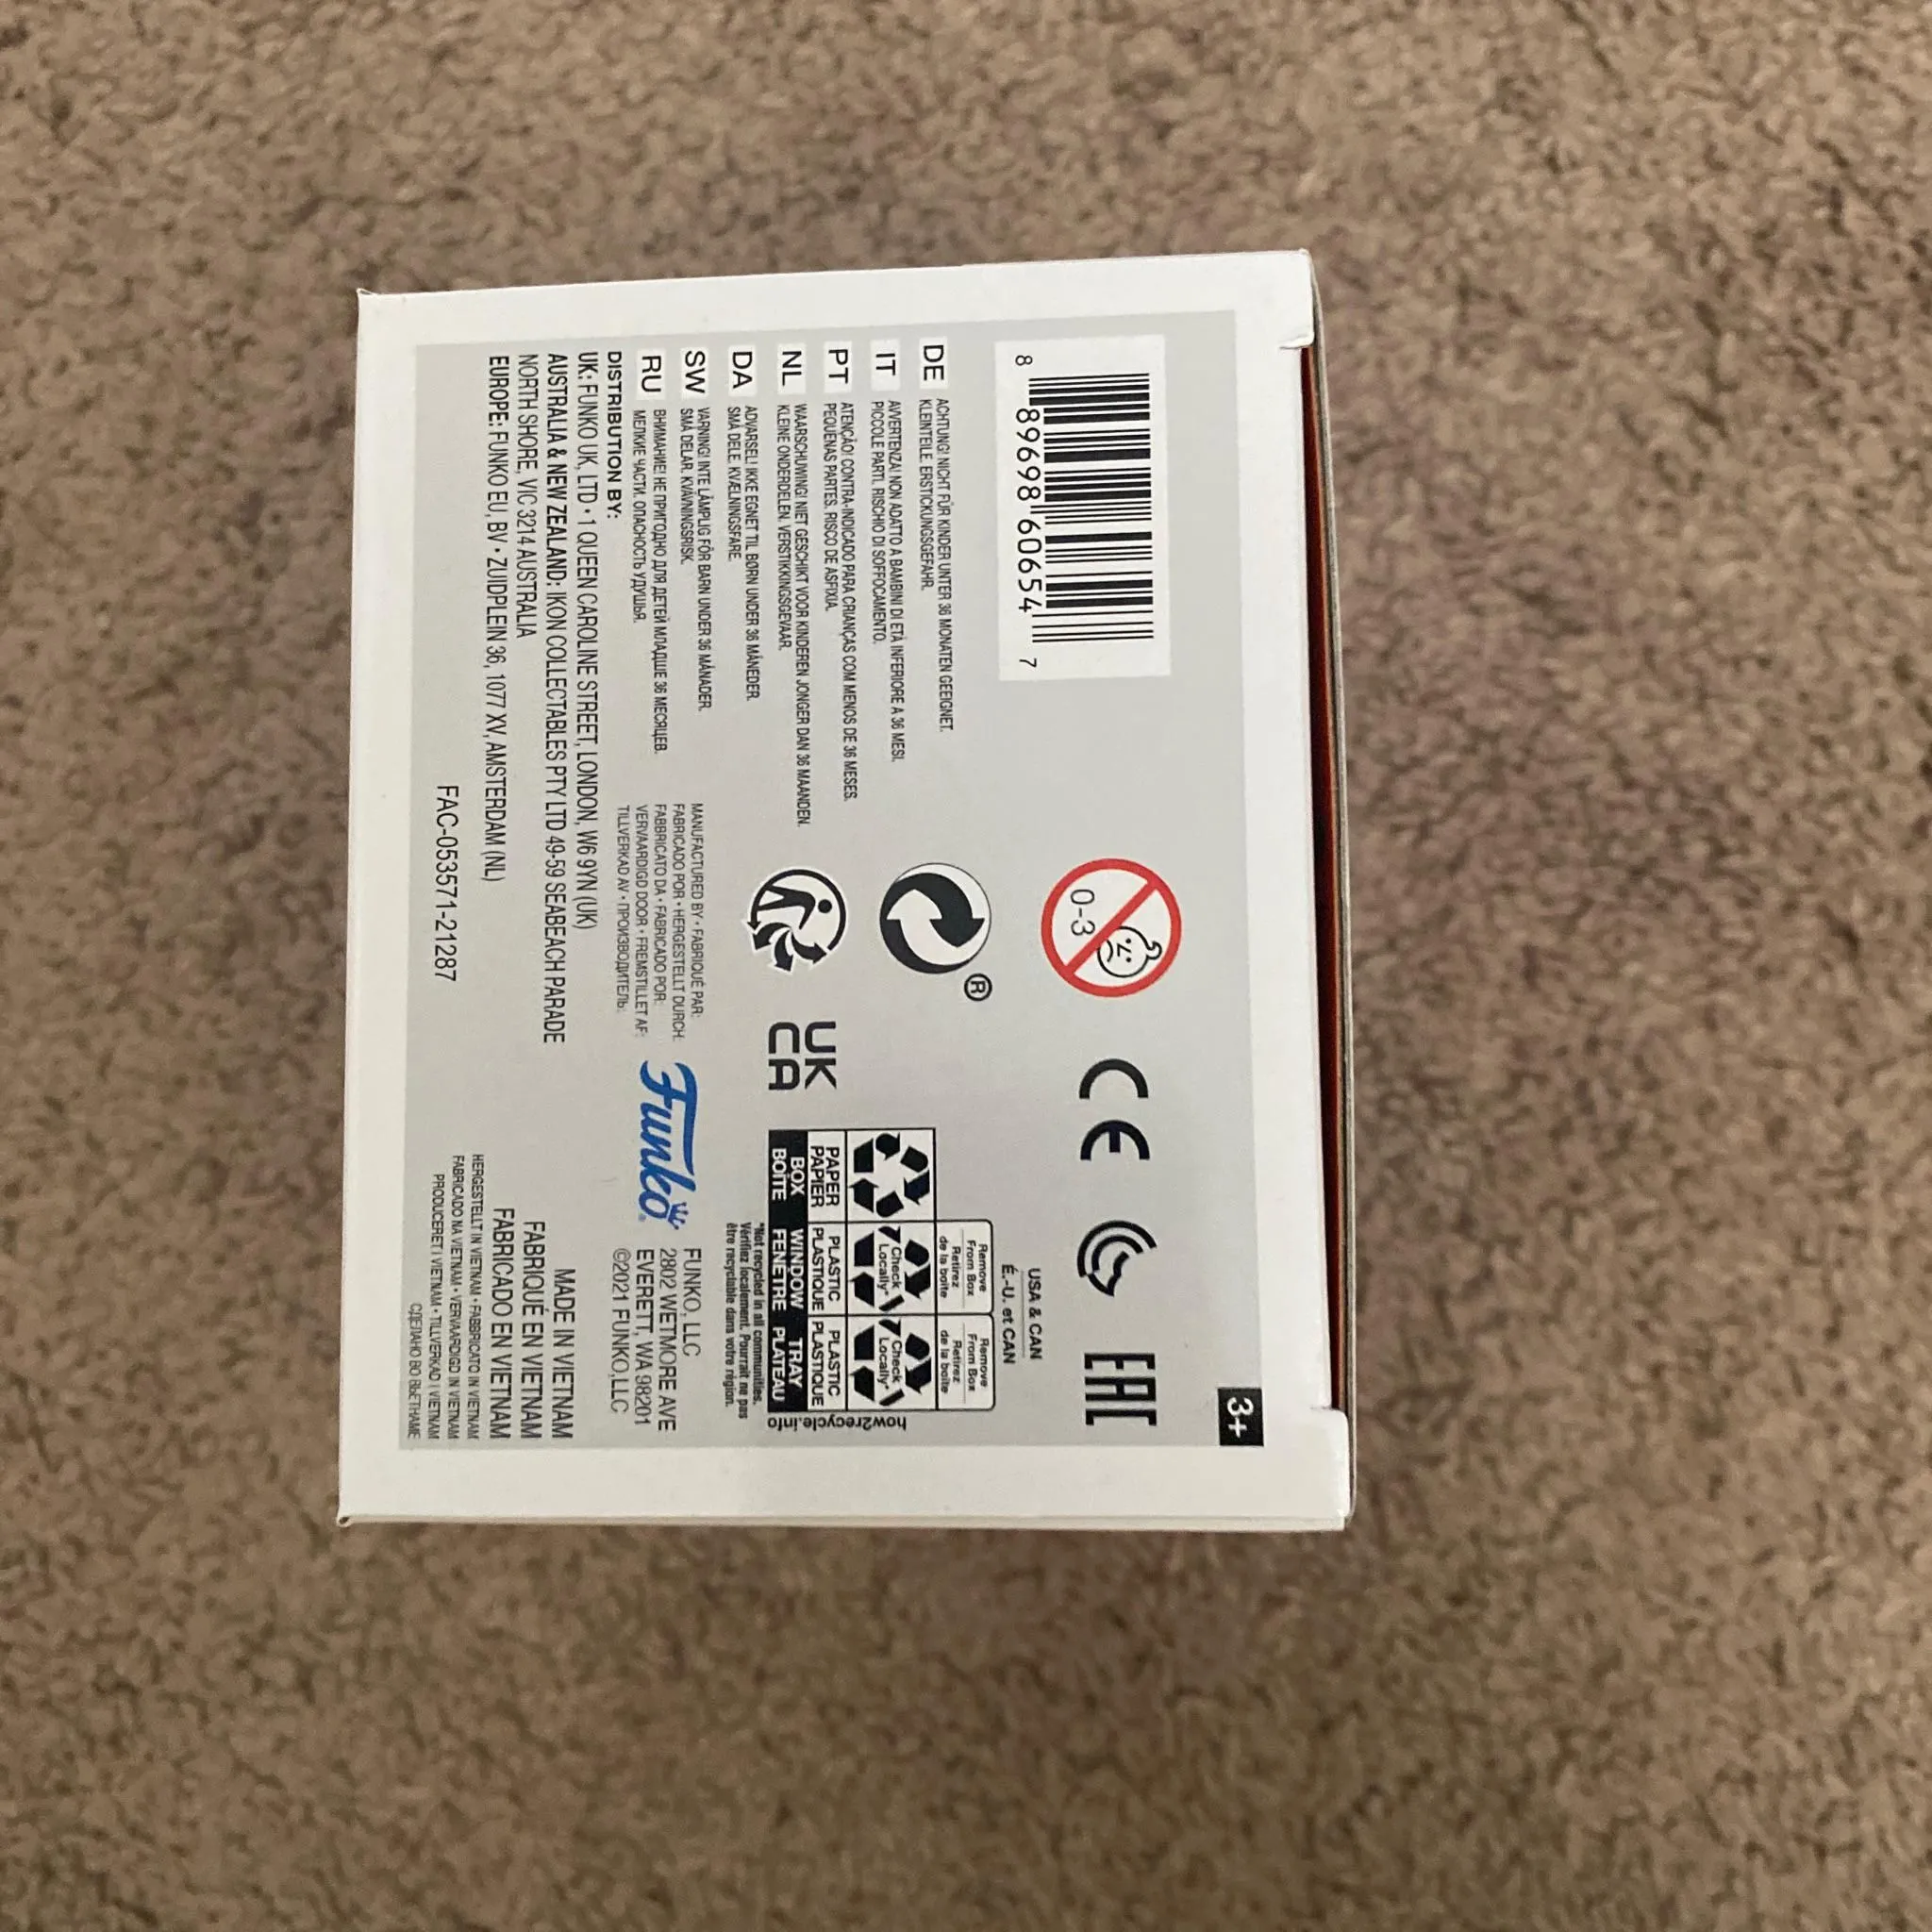 3+
8 89698 60654 7
0-3
CE
EAC
DE ACHTUNG! NICHT FÜR KINDER UNTER 36 MONATEN GEEIGNET.
KLEINTEILE. ERSTICKUNGSGEFAHR.
IT AVVERTENZA! NON ADATTO A BAMBINI DI ETÀ INFERIORE A 36 MESI.
PICCOLE PARTI. RISCHIO DI SOFFOCAMENTO.
PT ATENÇÃO! CONTRA-INDICADO PARA CRIANÇAS COM MENOS DE 36 MESES.
PEQUENAS PARTES. RISCO DE ASFIXIA.
NL WAARSCHUWING! NIET GESCHIKT VOOR KINDEREN JONGER DAN 36 MAANDEN.
KLEINE ONDERDELEN. VERSTIKKINGSGEVAAR.
DA ADVARSEL! IKKE EGNET TIL BØRN UNDER 36 MÅNEDER.
SMÅ DELE. KVÆLNINGSFARE.
SW VARNING! INTE LÄMPLIG FÖR BARN UNDER 36 MÅNADER.
SMÅ DELAR. KVÄVNINGSRISK.
RU ВНИМАНИЕ! НЕ ПРИГОДНО ДЛЯ ДЕТЕЙ МЛАДШЕ 36 МЕСЯЦЕВ.
МЕЛКИЕ ЧАСТИ. ОПАСНОСТЬ УДУШЬЯ.
®
UK
CA
USA & CAN
É.-U. et CAN
Remove
From Box
Retirez
de la boîte
Remove
From Box
Retirez
de la boîte
Check
Locally*
Check
Locally*
PAPER
PAPIER
PLASTIC
PLASTIQUE
PLASTIC
PLASTIQUE
BOX
BOÎTE
WINDOW
FENÊTRE
TRAY
PLATEAU
how2recycle.info
*Not recycled in all communities.
Vérifiez localement. Pourrait ne pas
être recyclable dans votre région.
MANUFACTURED BY • FABRIQUÉ PAR:
FABRICADO POR • HERGESTELLT DURCH:
FABBRICATO DA • FABRICADO POR:
VERVAARDIGD DOOR • FREMSTILLET AF:
TILLVERKAD AV • ПРОИЗВОДИТЕЛЬ:
Funko
FUNKO, LLC
2802 WETMORE AVE
EVERETT, WA 98201
©2021 FUNKO, LLC
DISTRIBUTION BY:
UK: FUNKO UK, LTD • 1 QUEEN CAROLINE STREET, LONDON, W6 9YN (UK)
AUSTRALIA & NEW ZEALAND: IKON COLLECTABLES PTY LTD 49-59 SEABEACH PARADE
NORTH SHORE, VIC 3214 AUSTRALIA
EUROPE: FUNKO EU, BV • ZUIDPLEIN 36, 1077 XV, AMSTERDAM (NL)
FAC-053571-21287
MADE IN VIETNAM
FABRIQUÉ EN VIETNAM
FABRICADO EN VIETNAM
HERGESTELLT IN VIETNAM • FABBRICATO IN VIETNAM
FABRICADO NA VIETNAM • VERVAARDIGD IN VIETNAM
PRODUCERET I VIETNAM • TILLVERKAD I VIETNAM
СДЕЛАНО ВО ВЬЕТНАМЕ